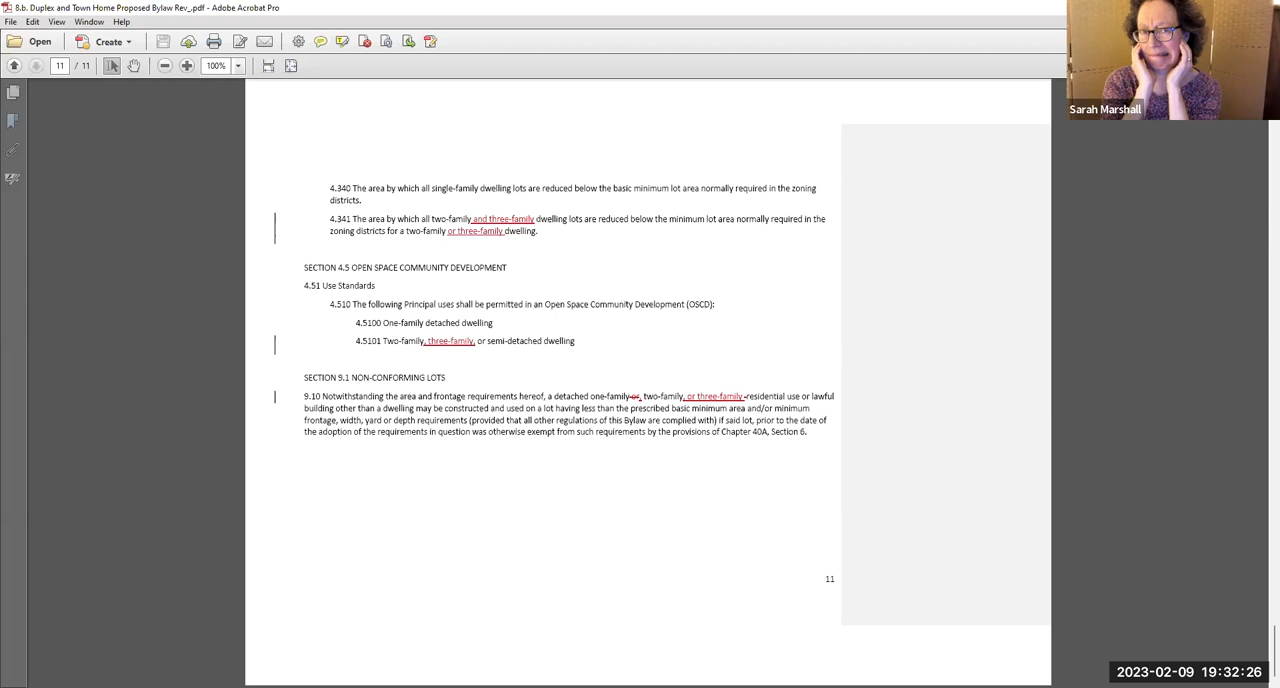 8.b. Duplex and Town Home Proposed Bylaw Rev_.pdf - Adobe Acrobat Pro
File Edit View Window Help
Open Create
11 / 11 100%
Sarah Marshall
4.340 The area by which all single-family dwelling lots are reduced below the basic minimum lot area normally required in the zoning
districts.
4.341 The area by which all two-family and three-family dwelling lots are reduced below the minimum lot area normally required in the
zoning districts for a two-family or three-family dwelling.
SECTION 4.5 OPEN SPACE COMMUNITY DEVELOPMENT
4.51 Use Standards
4.510 The following Principal uses shall be permitted in an Open Space Community Development (OSCD):
4.5100 One-family detached dwelling
4.5101 Two-family, three-family, or semi-detached dwelling
SECTION 9.1 NON-CONFORMING LOTS
9.10 Notwithstanding the area and frontage requirements hereof, a detached one-family or, two-family, or three-family residential use or lawful
building other than a dwelling may be constructed and used on a lot having less than the prescribed basic minimum area and/or minimum
frontage, width, yard or depth requirements (provided that all other regulations of this Bylaw are complied with) if said lot, prior to the date of
the adoption of the requirements in question was otherwise exempt from such requirements by the provisions of Chapter 40A, Section 6.
11
2023-02-09 19:32:26